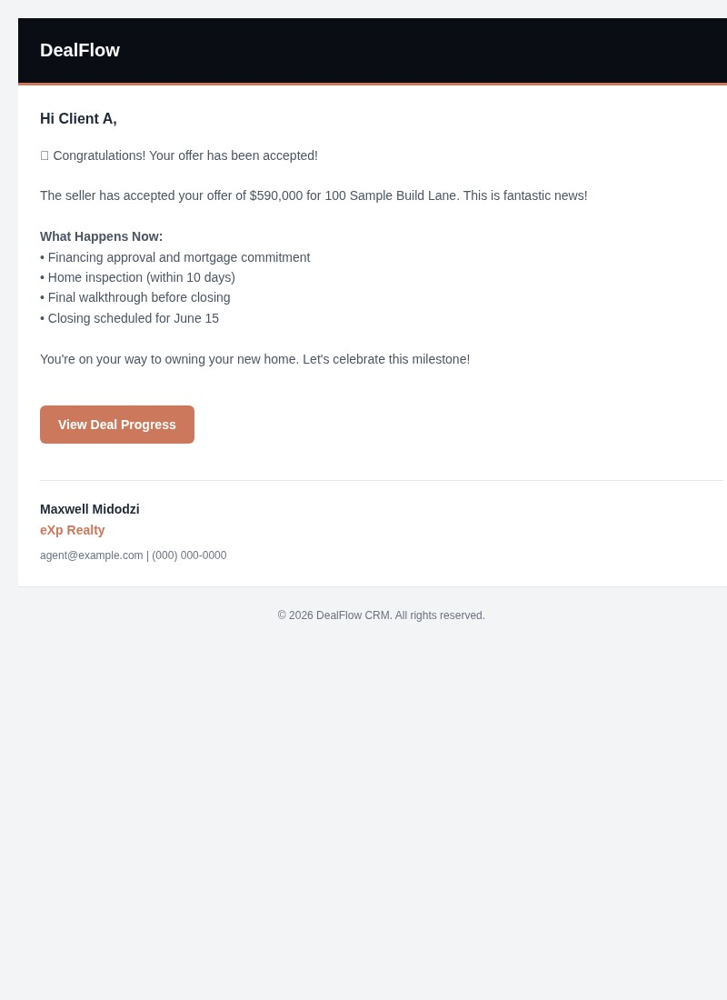 DealFlow
Hi Client A,
Congratulations! Your offer has been accepted!
The seller has accepted your offer of $590,000 for 100 Sample Build Lane. This is fantastic news!
What Happens Now:
• Financing approval and mortgage commitment
• Home inspection (within 10 days)
• Final walkthrough before closing
• Closing scheduled for June 15
You're on your way to owning your new home. Let's celebrate this milestone!
View Deal Progress
Maxwell Midodzi
eXp Realty
agent@example.com | (000) 000-0000
© 2026 DealFlow CRM. All rights reserved.